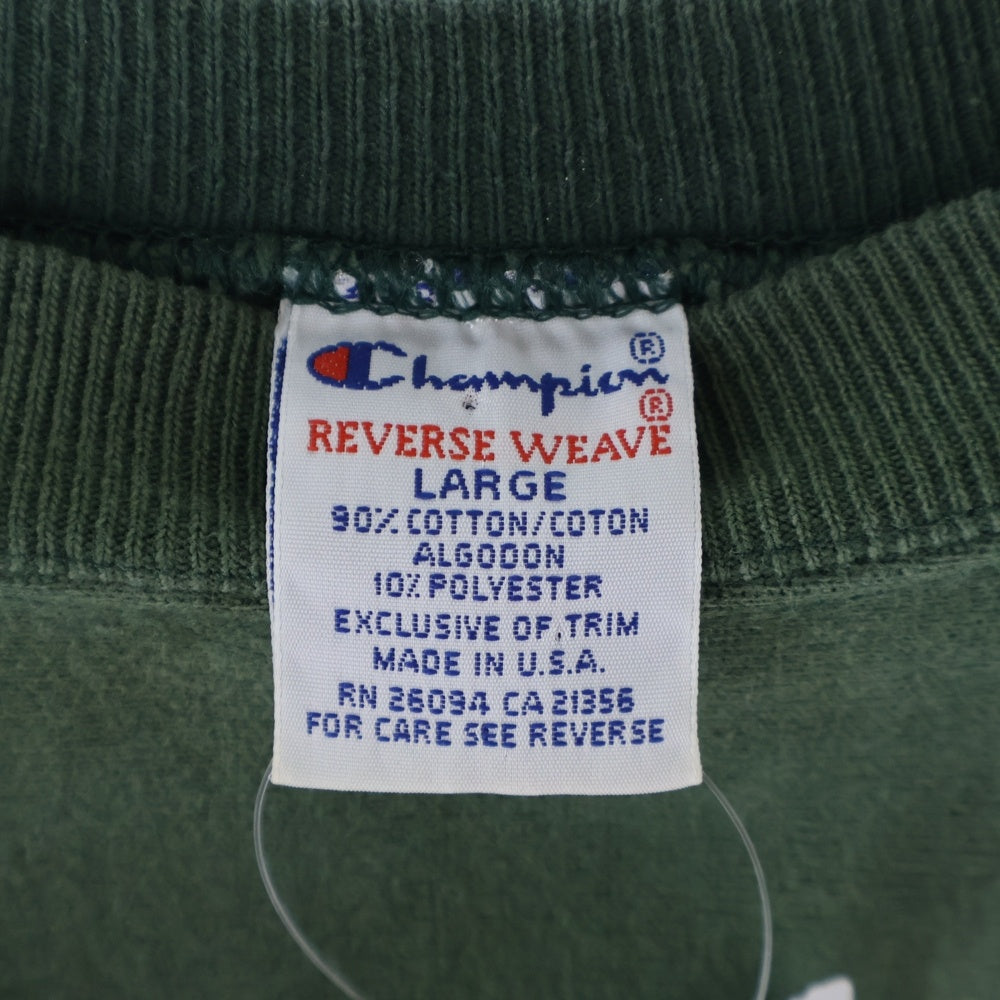 Champion®
REVERSE WEAVE®
LARGE
90% COTTON/COTON
ALGODON
10% POLYESTER
EXCLUSIVE OF TRIM
MADE IN U.S.A.
RN 26094 CA 21356
FOR CARE SEE REVERSE